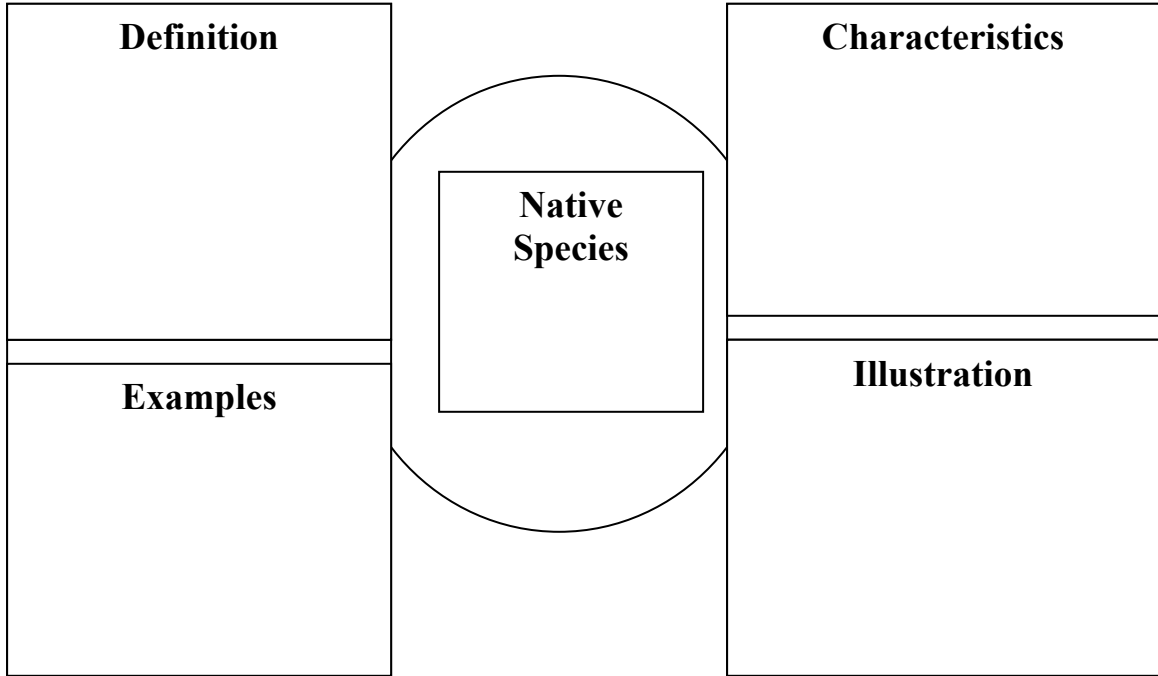 Definition
Characteristics
Native
Species
Examples
Illustration